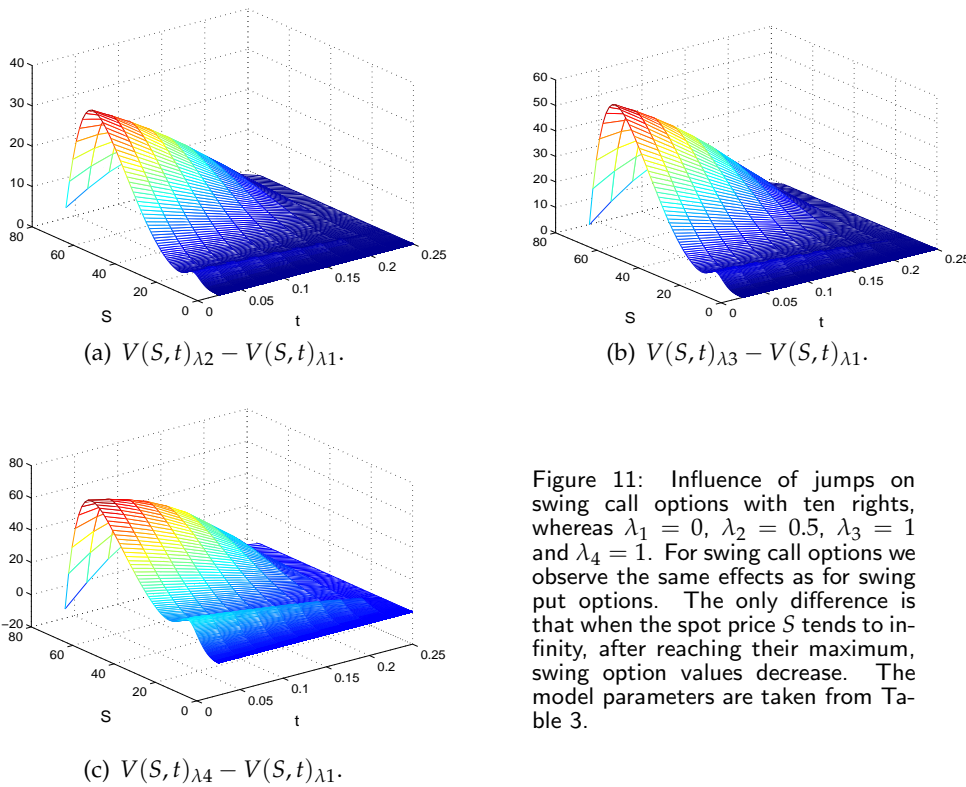 40
30
20
10
0
80
60
40
20
0
S
0
0.05
0.1
0.15
0.2
0.25
t
(a) V(S,t)λ2 − V(S,t)λ1.
60
50
40
30
20
10
0
80
60
40
20
0
S
0
0.05
0.1
0.15
0.2
0.25
t
(b) V(S,t)λ3 − V(S,t)λ1.
80
60
40
20
0
−20
80
60
40
20
0
S
0
0.05
0.1
0.15
0.2
0.25
t
(c) V(S,t)λ4 − V(S,t)λ1.
Figure 11: Influence of jumps on
swing call options with ten rights,
whereas λ1 = 0, λ2 = 0.5, λ3 = 1
and λ4 = 1. For swing call options we
observe the same effects as for swing
put options. The only difference is
that when the spot price S tends to in-
finity, after reaching their maximum,
swing option values decrease. The
model parameters are taken from Ta-
ble 3.